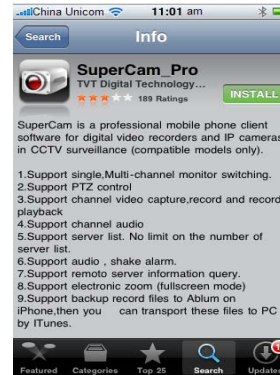 China Unicom 11:01 am
Search Info
SuperCam_Pro
TVT Digital Technology...
189 Ratings
INSTALL
SuperCam is a professional mobile phone client
software for digital video recorders and IP cameras
in CCTV surveillance (compatible models only).
1.Support single,Multi-channel monitor switching.
2.Support PTZ control
3.Support channel video capture,record and record
playback
4.Support channel audio
5.Support server list. No limit on the number of
server list.
6.Support audio , shake alarm.
7.Support remoto server information query.
8.Support electronic zoom (fullscreen mode)
9.Support backup record files to Ablum on
iPhone,then you can transport these files to PC
by ITunes.
Featured Categories Top 25 Search Updates